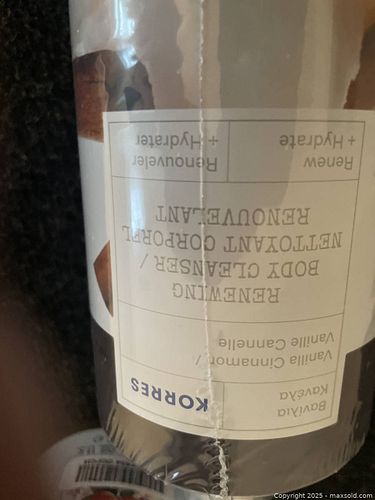 KORRES
Βανίλια
Κανέλα
Vanilla Cinnamon /
Vanille Cannelle
RENEWING
BODY CLEANSER /
NETTOYANT CORPOREL
RENOUVELANT
Renew
+ Hydrate
Renouveler
+ Hydrater
Copyright © 2025 - maxsold.com